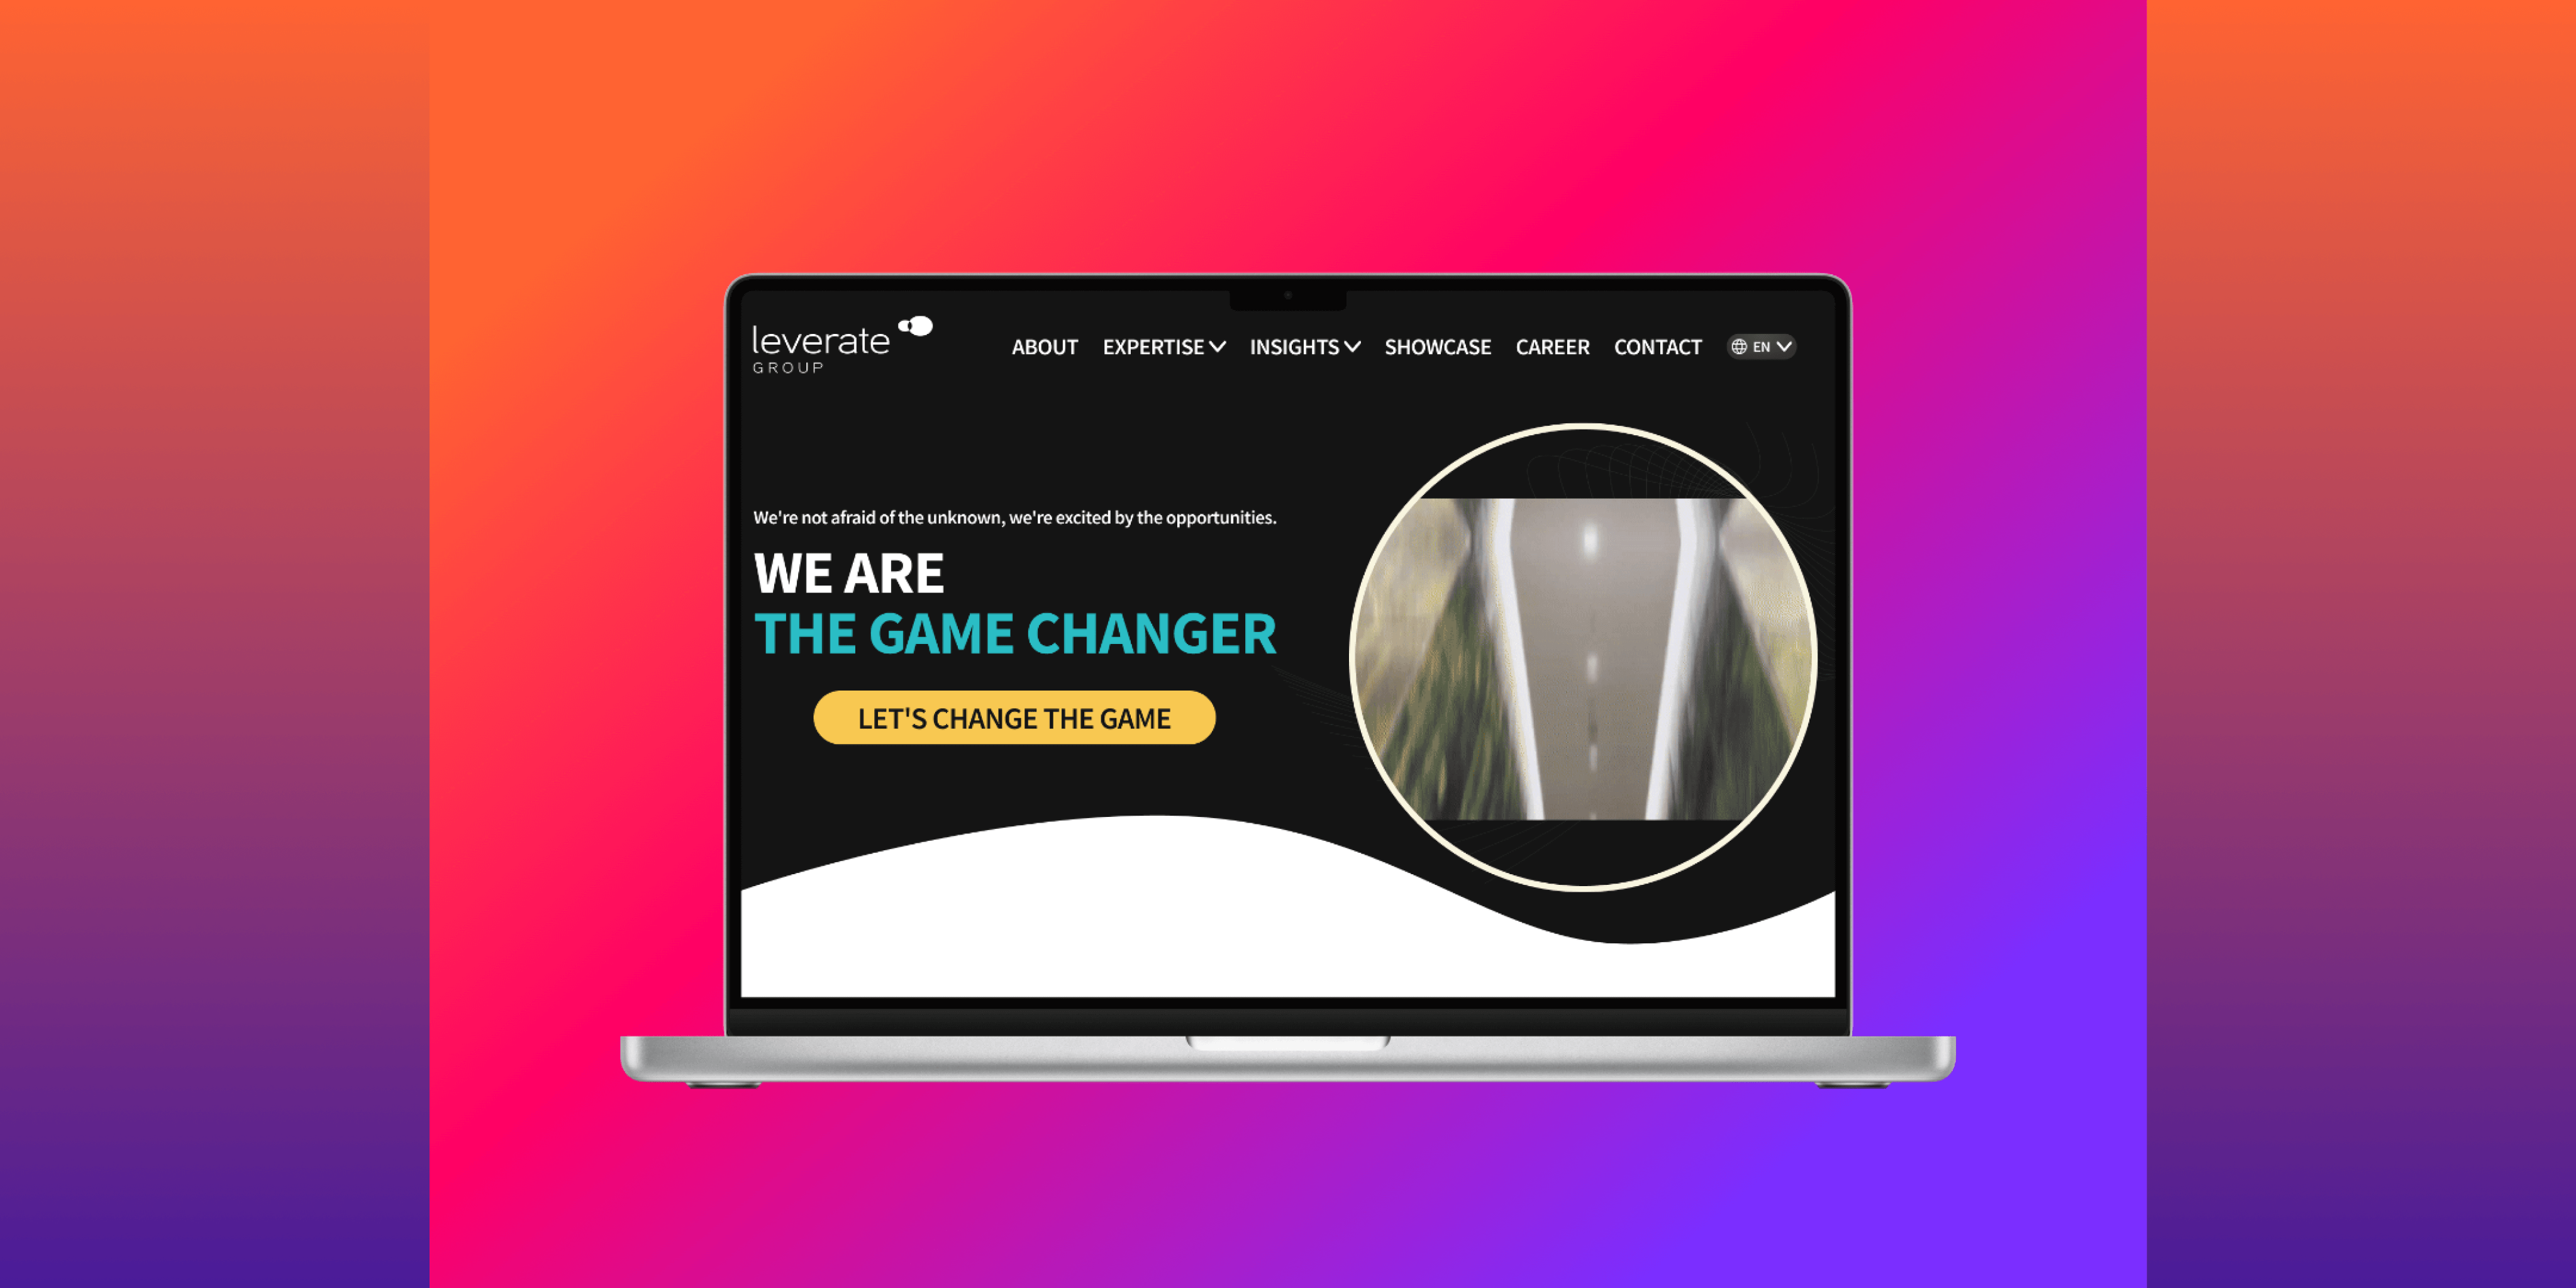 leverate
GROUP
ABOUT EXPERTISE INSIGHTS SHOWCASE CAREER CONTACT EN
We're not afraid of the unknown, we're excited by the opportunities.
WE ARE
THE GAME CHANGER
LET'S CHANGE THE GAME